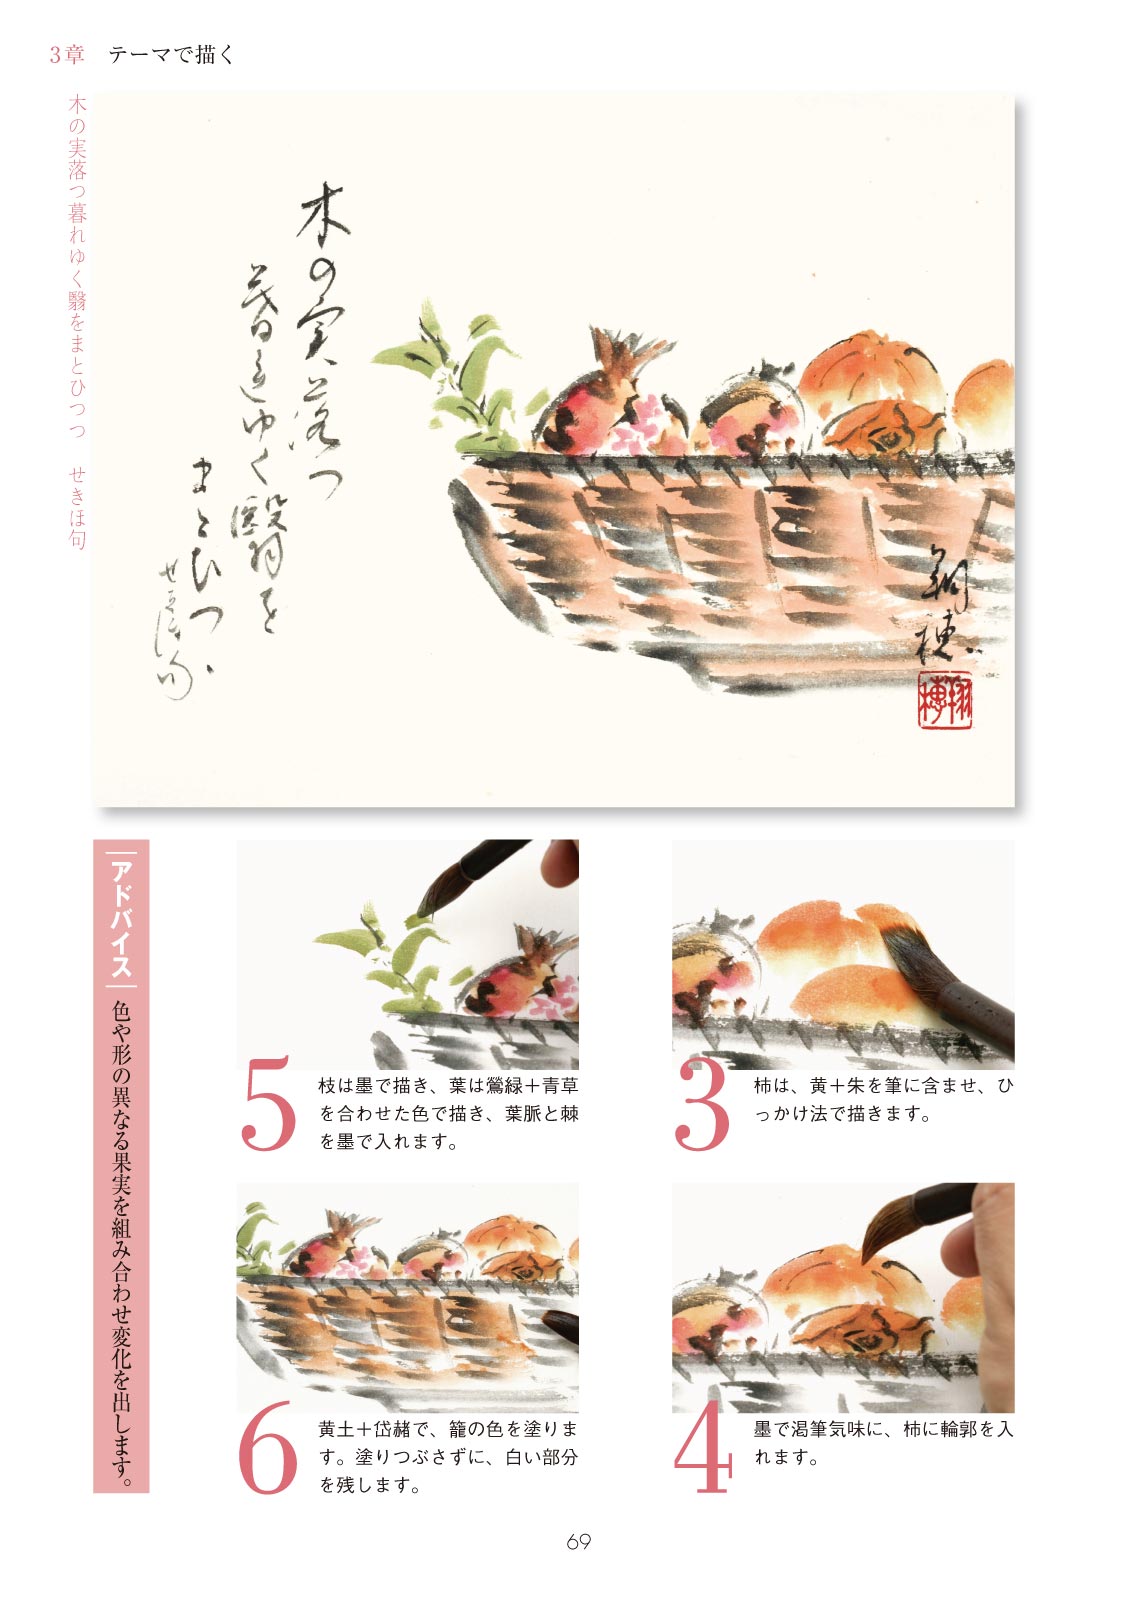 3章 テーマで描く
木の実落つ暮れゆく翳をまとひつつ せきほ句
木の実落つ
暮れゆく翳を
まとひつゝ
せきほ句
翔穂
3
柿は、黄＋朱を筆に含ませ、ひ
っかけ法で描きます。
4
墨で渇筆気味に、柿に輪郭を入
れます。
5
枝は墨で描き、葉は鶯緑＋青草
を合わせた色で描き、葉脈と棘
を墨で入れます。
6
黄土＋岱赭で、籠の色を塗りま
す。塗りつぶさずに、白い部分
を残します。
アドバイス
色や形の異なる果実を組み合わせ変化を出します。
69